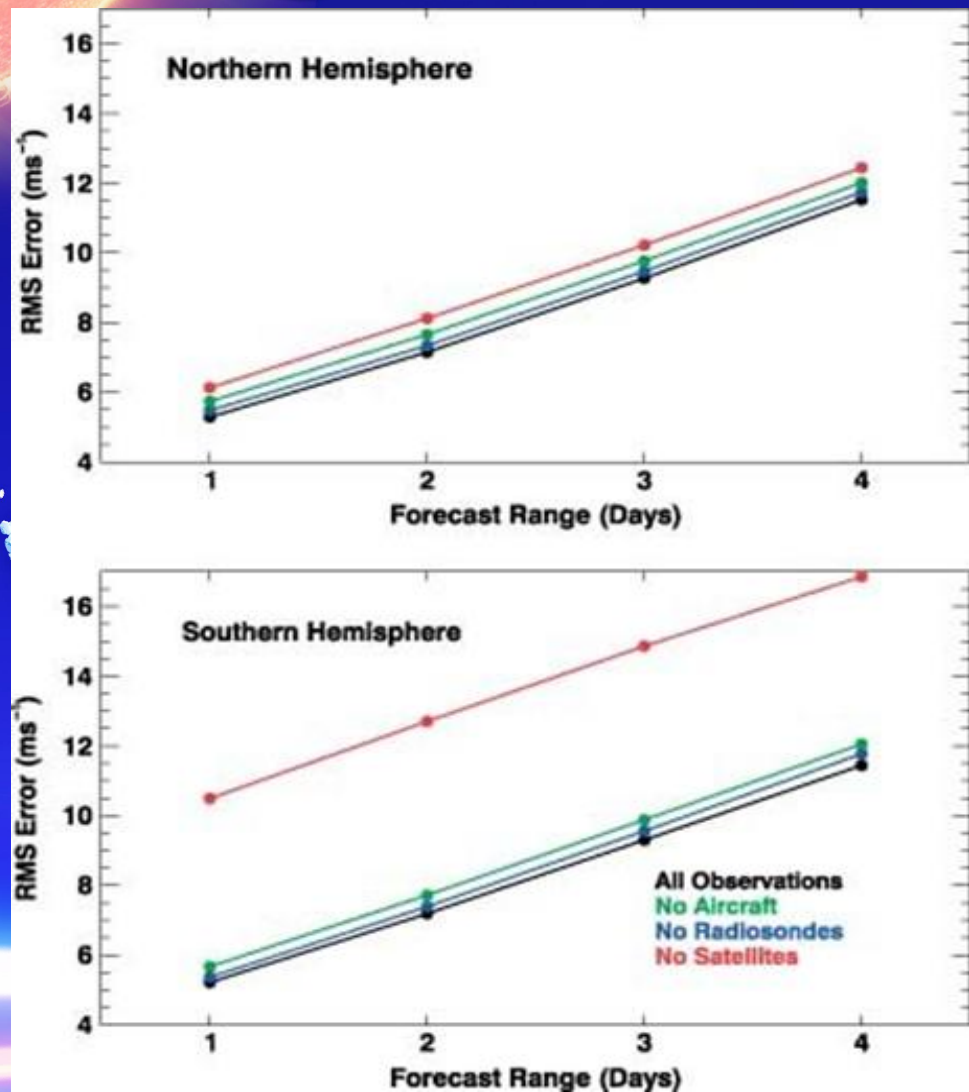 Northern Hemisphere
RMS Error (ms⁻¹)
16
14
12
10
8
6
4
1 2 3 4
Forecast Range (Days)
Southern Hemisphere
RMS Error (ms⁻¹)
16
14
12
10
8
6
4
All Observations
No Aircraft
No Radiosondes
No Satellites
1 2 3 4
Forecast Range (Days)